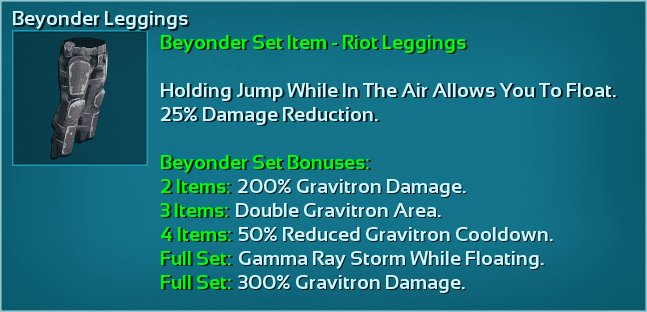 Beyonder Leggings
Beyonder Set Item - Riot Leggings
Holding Jump While In The Air Allows You To Float.
25% Damage Reduction.
Beyonder Set Bonuses:
2 Items: 200% Gravitron Damage.
3 Items: Double Gravitron Area.
4 Items: 50% Reduced Gravitron Cooldown.
Full Set: Gamma Ray Storm While Floating.
Full Set: 300% Gravitron Damage.